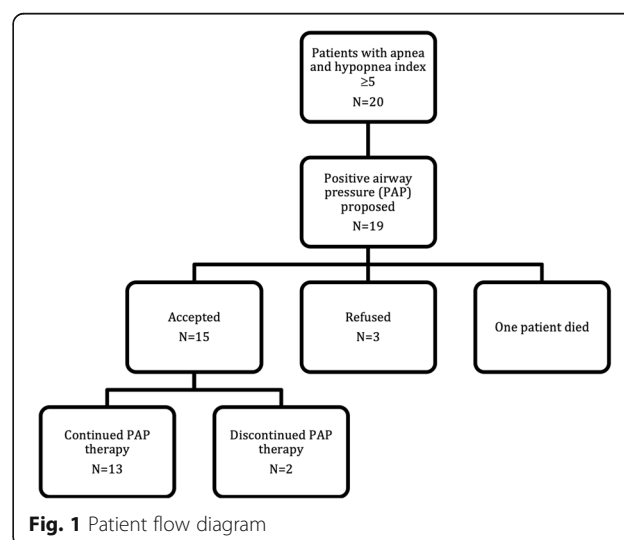 Patients with apnea
and hypopnea index
≥5
N=20
Positive airway
pressure (PAP)
proposed
N=19
Accepted
N=15
Refused
N=3
One patient died
Continued PAP
therapy
N=13
Discontinued PAP
therapy
N=2
Fig. 1 Patient flow diagram